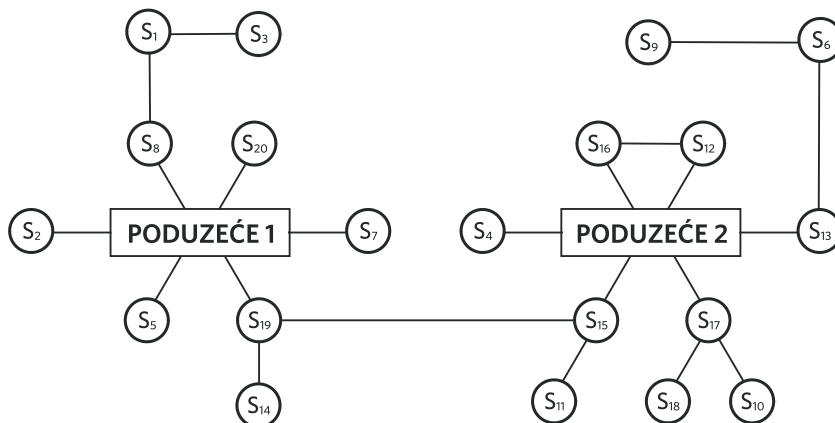 S₁ S₃ S₉ S₆
S₈ S₂₀ S₁₆ S₁₂
S₂ PODUZEĆE 1 S₇ S₄ PODUZEĆE 2 S₁₃
S₅ S₁₉ S₁₅ S₁₇
S₁₄ S₁₁ S₁₈ S₁₀